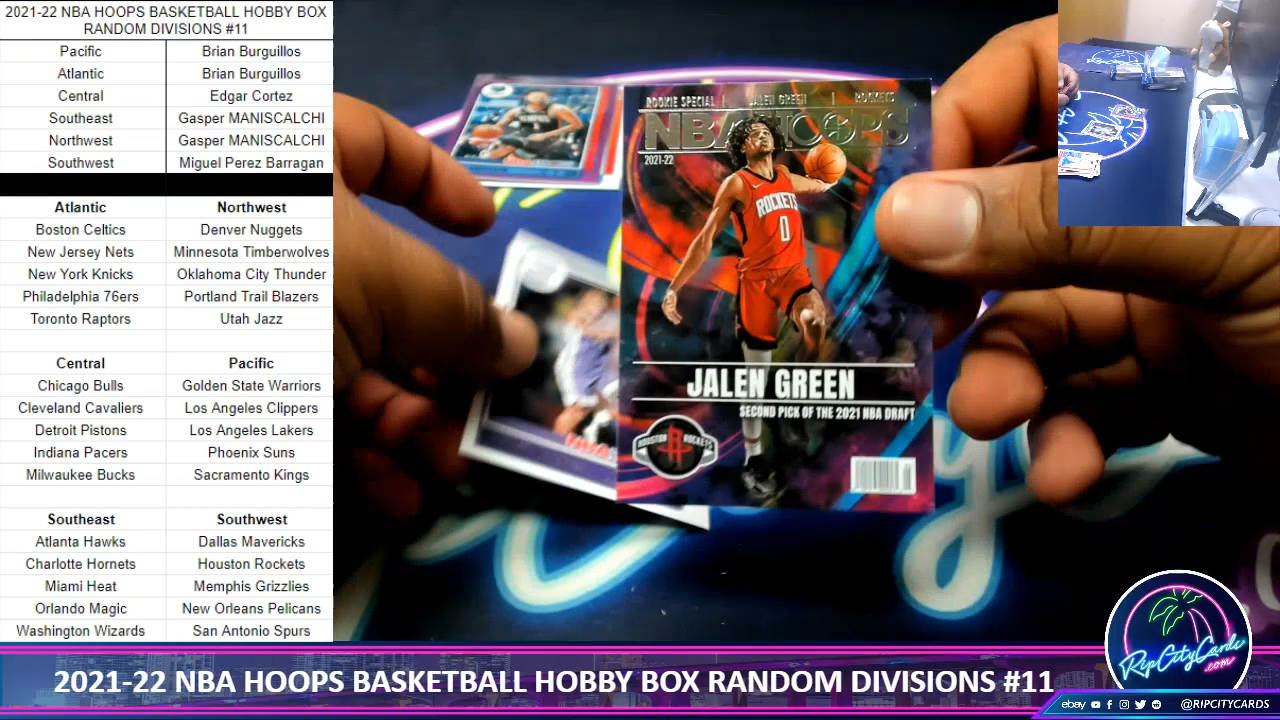 2021-22 NBA HOOPS BASKETBALL HOBBY BOX
RANDOM DIVISIONS #11
Pacific Brian Burguillos
Atlantic Brian Burguillos
Central Edgar Cortez
Southeast Gasper MANISCALCHI
Northwest Gasper MANISCALCHI
Southwest Miguel Perez Barragan
Atlantic Northwest
Boston Celtics Denver Nuggets
New Jersey Nets Minnesota Timberwolves
New York Knicks Oklahoma City Thunder
Philadelphia 76ers Portland Trail Blazers
Toronto Raptors Utah Jazz
Central Pacific
Chicago Bulls Golden State Warriors
Cleveland Cavaliers Los Angeles Clippers
Detroit Pistons Los Angeles Lakers
Indiana Pacers Phoenix Suns
Milwaukee Bucks Sacramento Kings
Southeast Southwest
Atlanta Hawks Dallas Mavericks
Charlotte Hornets Houston Rockets
Miami Heat Memphis Grizzlies
Orlando Magic New Orleans Pelicans
Washington Wizards San Antonio Spurs
ROOKIE SPECIAL | JALEN GREEN | ROCKETS
NBA HOOPS
2021-22
ROCKETS
0
JALEN GREEN
SECOND PICK OF THE 2021 NBA DRAFT
HOUSTON R ROCKETS
RipCityCards
.com
2021-22 NBA HOOPS BASKETBALL HOBBY BOX RANDOM DIVISIONS #11
ebay @RIPCITYCARDS